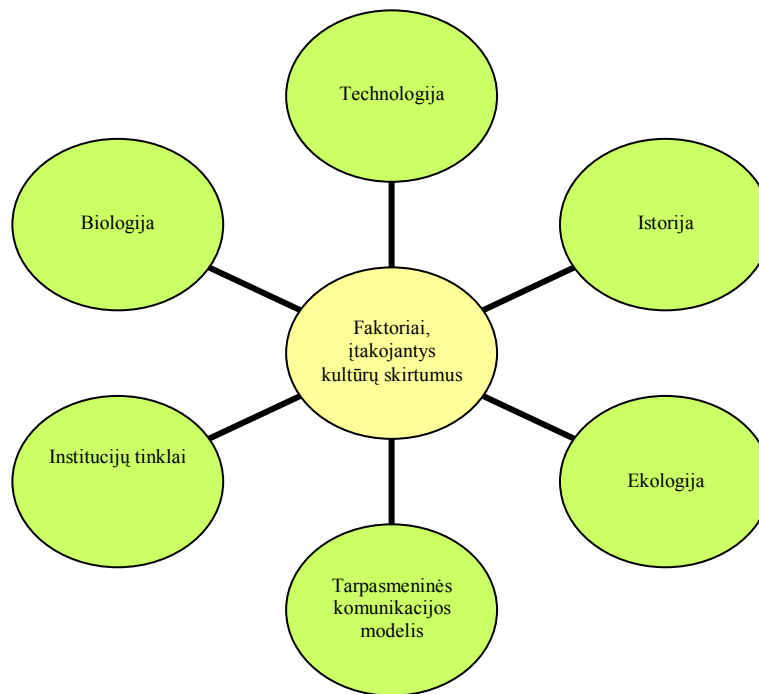 Technologija
Biologija
Istorija
Faktoriai,
įtakojantys
kultūrų skirtumus
Institucijų tinklai
Ekologija
Tarpasmeninės
komunikacijos
modelis